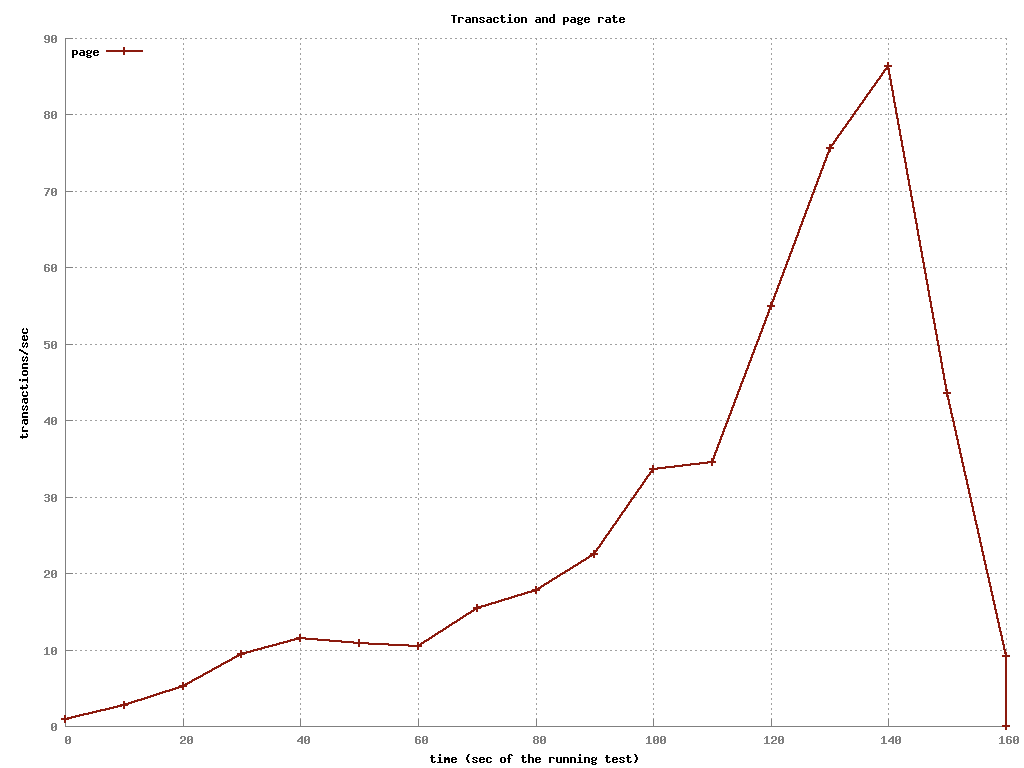 Transaction and page rate
page
90
80
70
60
50
40
30
20
10
0
transactions/sec
0 20 40 60 80 100 120 140 160
time (sec of the running test)